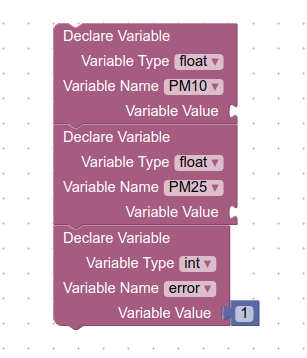 Declare Variable
Variable Type float
Variable Name PM10
Variable Value
Declare Variable
Variable Type float
Variable Name PM25
Variable Value
Declare Variable
Variable Type int
Variable Name error
Variable Value 1